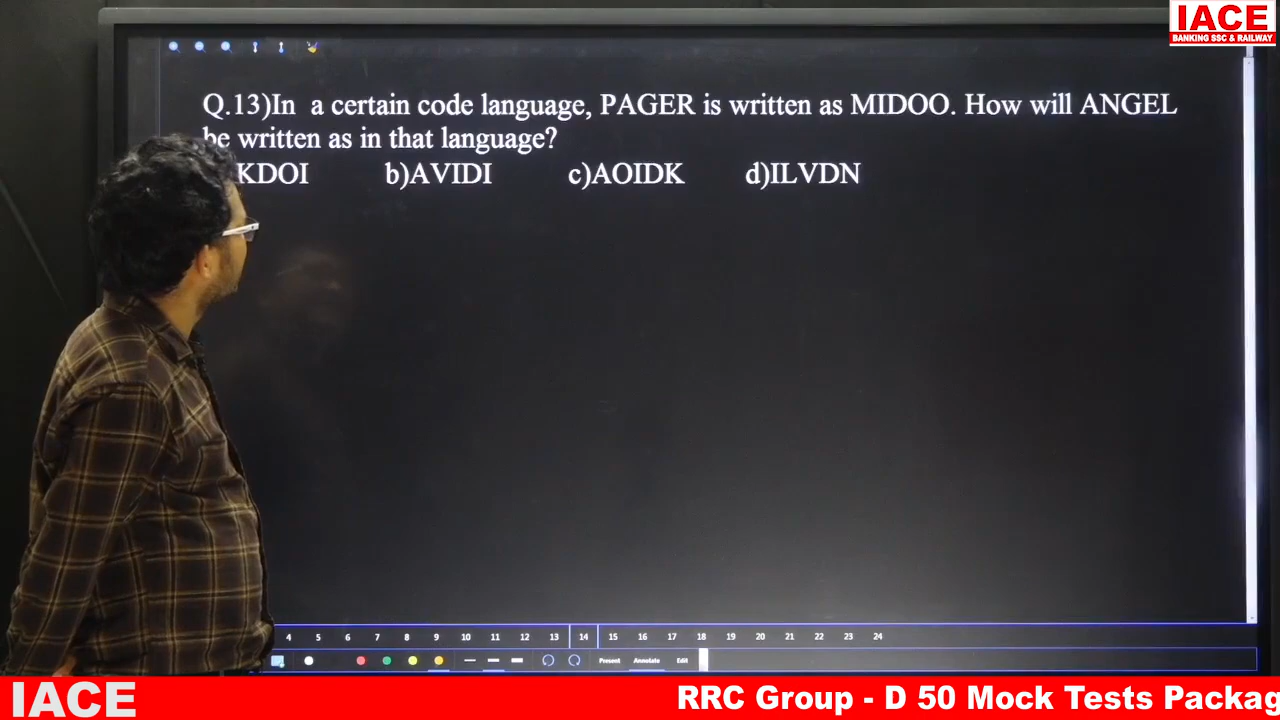 IACE
BANKING SSC & RAILWAY
Q.13)In a certain code language, PAGER is written as MIDOO. How will ANGEL
be written as in that language?
KDOI b)AVIDI c)AOIDK d)ILVDN
4 5 6 7 8 9 10 11 12 13 14 15 16 17 18 19 20 21 22 23 24
Present Annotate Edit
IACE RRC Group - D 50 Mock Tests Packag